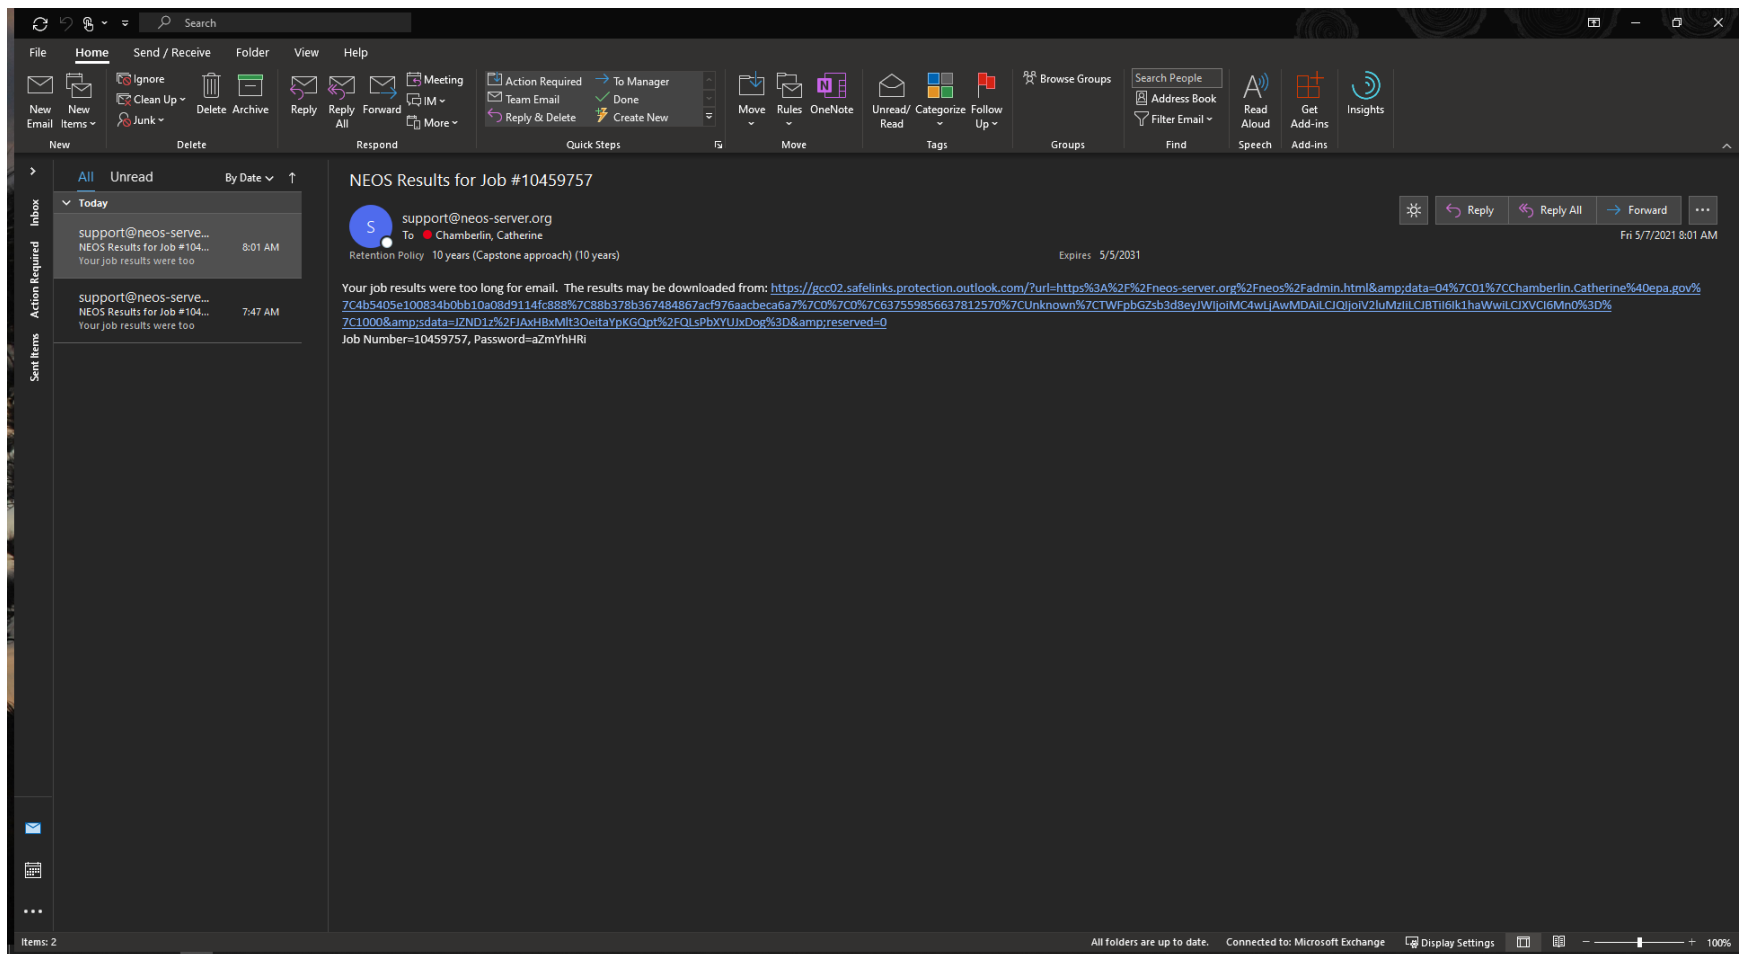 Search
File Home Send / Receive Folder View Help
New Email
New Items
Ignore
Clean Up
Junk
Delete
Archive
Reply
Reply All
Forward
Meeting
IM
More
Action Required
Team Email
Reply & Delete
To Manager
Done
Create New
Move
Rules
OneNote
Unread/ Read
Categorize
Follow Up
Browse Groups
Search People
Address Book
Filter Email
Read Aloud
Get Add-ins
Insights
New Delete Respond Quick Steps Move Tags Groups Find Speech Add-ins
Inbox
Action Required
Sent Items
All Unread By Date
Today
support@neos-serve...
NEOS Results for Job #104... 8:01 AM
Your job results were too
support@neos-serve...
NEOS Results for Job #104... 7:47 AM
Your job results were too
NEOS Results for Job #10459757
S
support@neos-server.org
To Chamberlin, Catherine
Retention Policy 10 years (Capstone approach) (10 years)
Expires 5/5/2031
Reply Reply All Forward
Fri 5/7/2021 8:01 AM
Your job results were too long for email. The results may be downloaded from: https://gcc02.safelinks.protection.outlook.com/?url=https%3A%2F%2Fneos-server.org%2Fneos%2Fadmin.html&amp;data=04%7C01%7CChamberlin.Catherine%40epa.gov%
7C4b5405e100834b0bb10a08d9114fc888%7C88b378b367484867acf976aacbeca6a7%7C0%7C0%7C637559856637812570%7CUnknown%7CTWFpbGZsb3d8eyJWIjoiMC4wLjAwMDAiLCJQIjoiV2luMzIiLCJBTiI6Ik1haWwiLCJXVCI6Mn0%3D%
7C1000&amp;sdata=JZND1z%2FJAxHBxMlt3OeitaYpKGQpt%2FQLsPbXYUJxDog%3D&amp;reserved=0
Job Number=10459757, Password=aZmYhHRi
Items: 2
All folders are up to date. Connected to: Microsoft Exchange Display Settings 100%